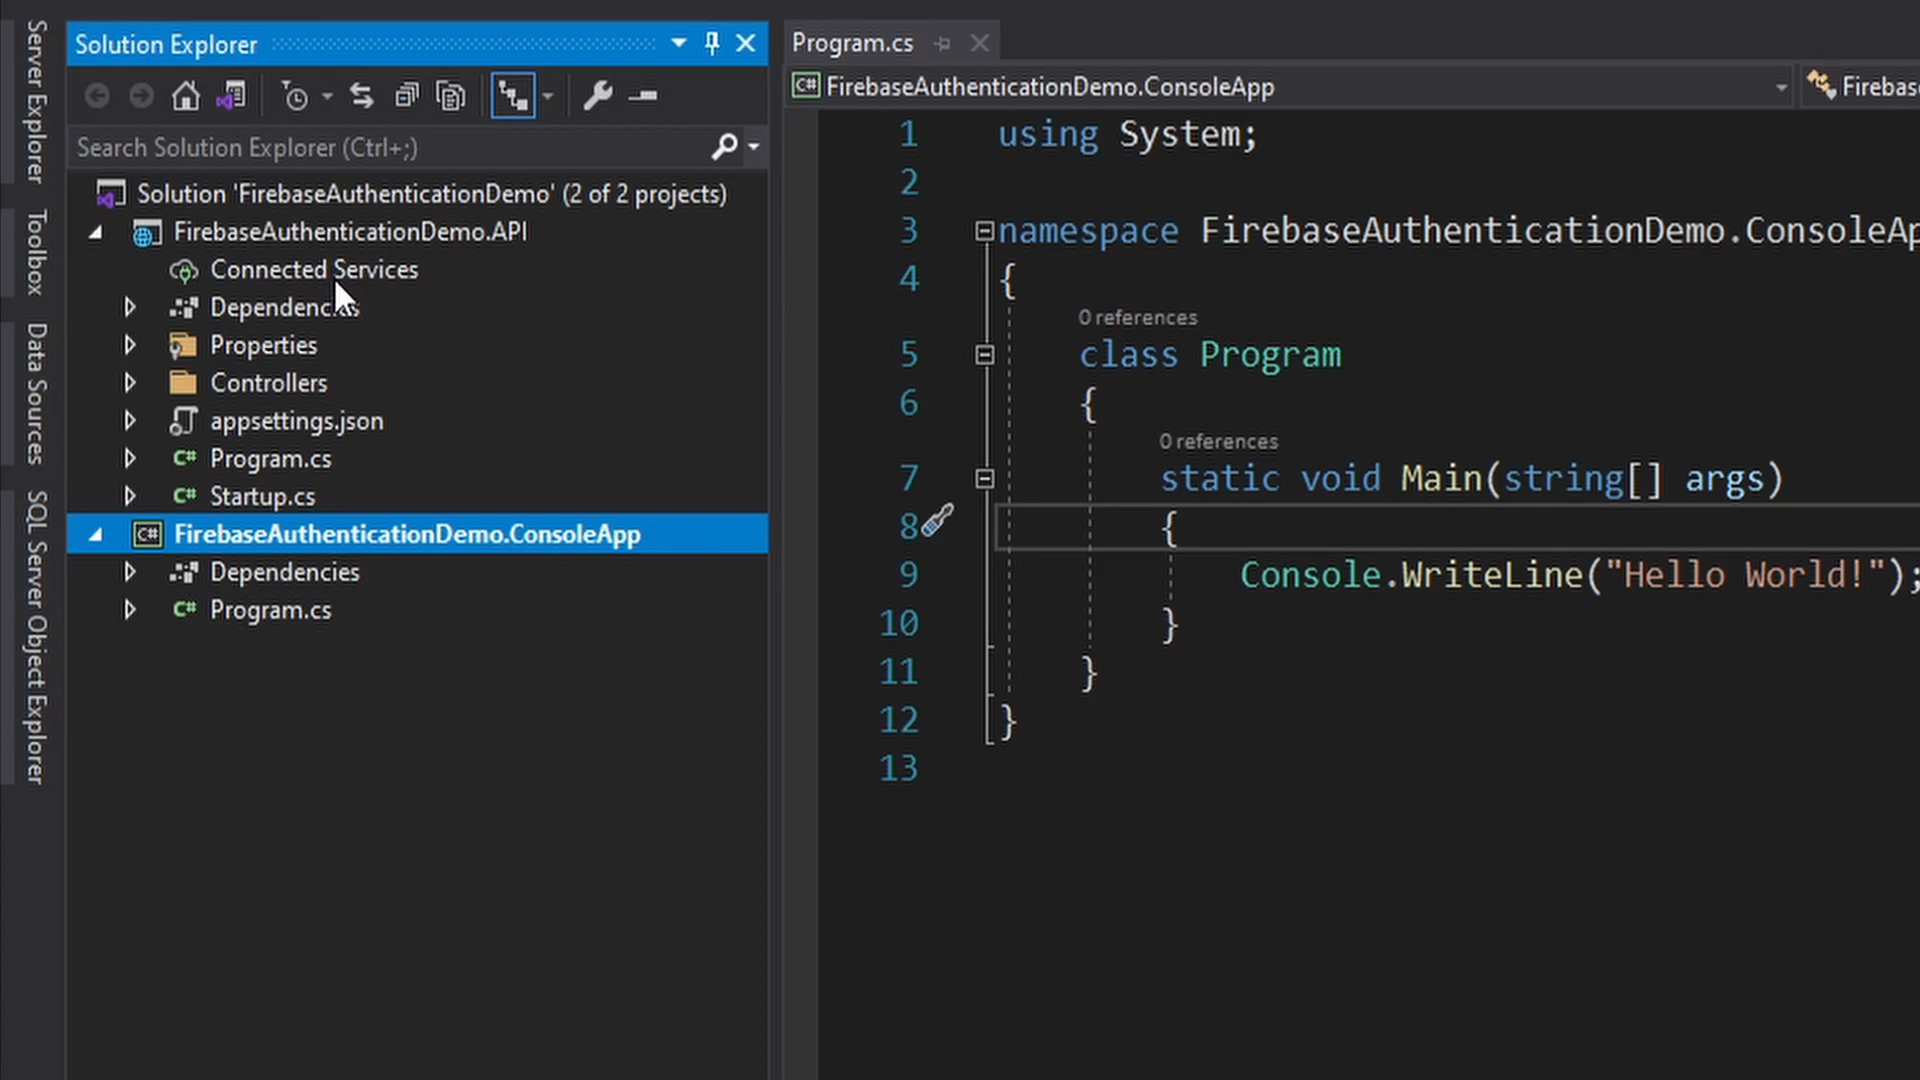 Server Explorer
Toolbox
Data Sources
SQL Server Object Explorer
Solution Explorer
Search Solution Explorer (Ctrl+;)
Solution 'FirebaseAuthenticationDemo' (2 of 2 projects)
FirebaseAuthenticationDemo.API
Connected Services
Dependencies
Properties
Controllers
appsettings.json
C# Program.cs
C# Startup.cs
C# FirebaseAuthenticationDemo.ConsoleApp
Dependencies
C# Program.cs
Program.cs
C# FirebaseAuthenticationDemo.ConsoleApp
Firebas
1 using System;
2
3 namespace FirebaseAuthenticationDemo.ConsoleAp
4 {
0 references
5 class Program
6 {
0 references
7 static void Main(string[] args)
8 {
9 Console.WriteLine("Hello World!");
10 }
11 }
12 }
13